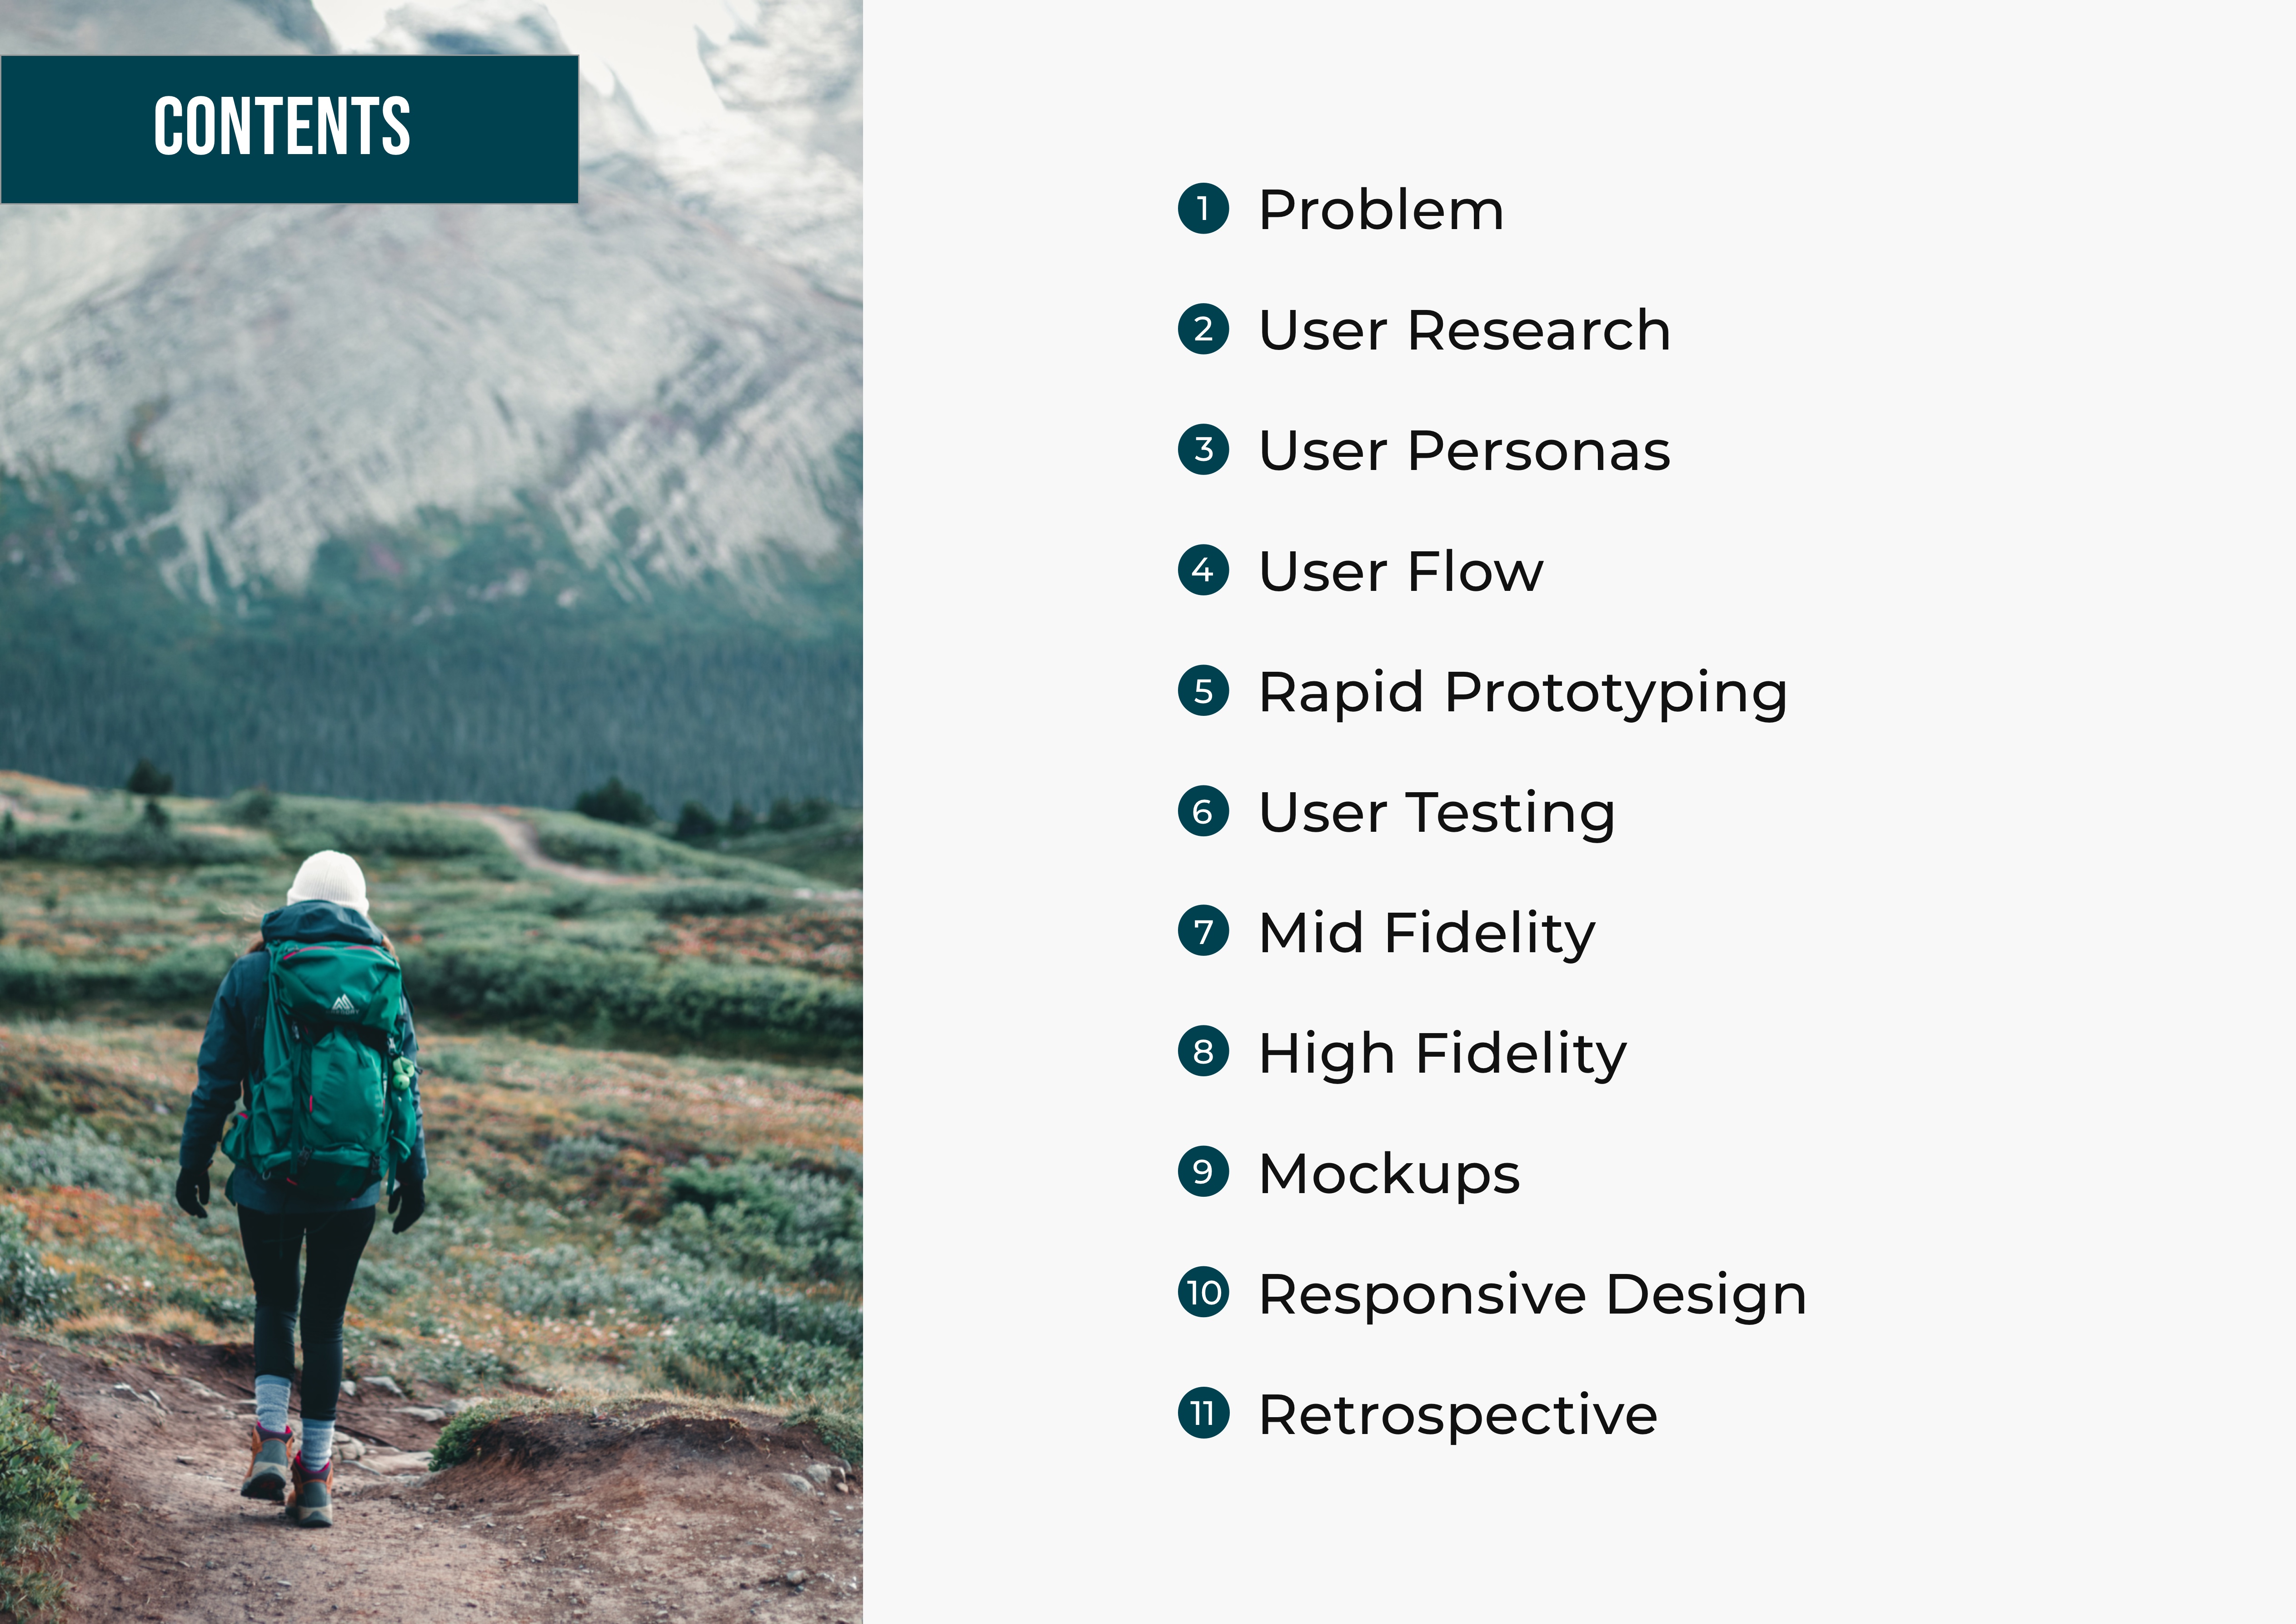 CONTENTS
1 Problem
2 User Research
3 User Personas
4 User Flow
5 Rapid Prototyping
6 User Testing
7 Mid Fidelity
8 High Fidelity
9 Mockups
10 Responsive Design
11 Retrospective